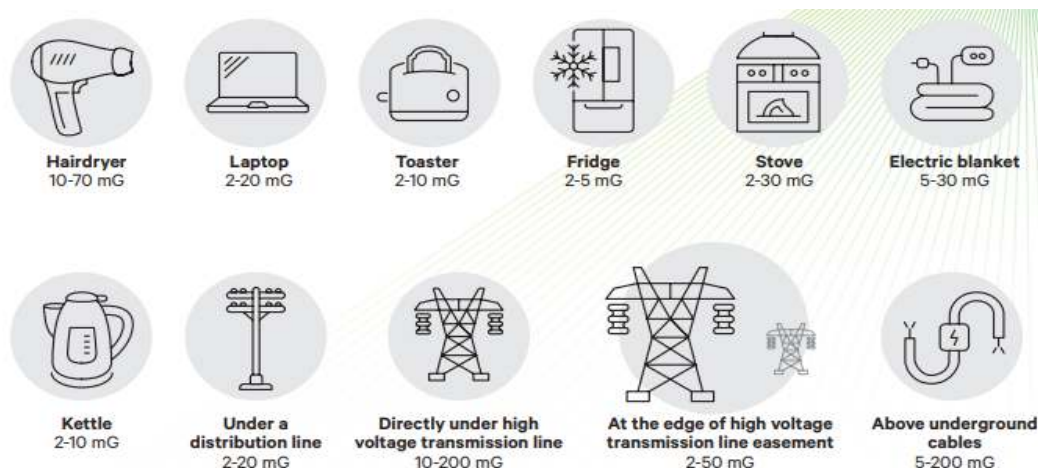 Hairdryer
10-70 mG
Laptop
2-20 mG
Toaster
2-10 mG
Fridge
2-5 mG
Stove
2-30 mG
Electric blanket
5-30 mG
Kettle
2-10 mG
Under a
distribution line
2-20 mG
Directly under high
voltage transmission line
10-200 mG
At the edge of high voltage
transmission line easement
2-50 mG
Above underground
cables
5-200 mG